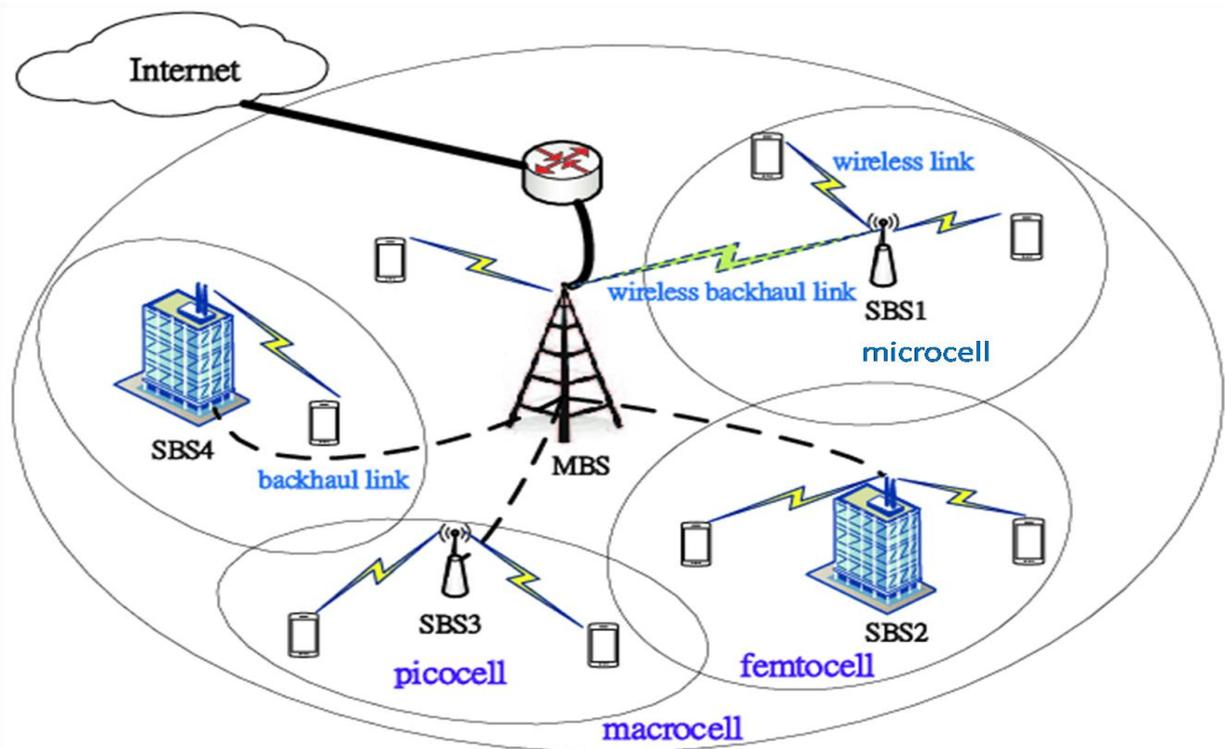 Internet
wireless link
wireless backhaul link
SBS1
microcell
SBS4
backhaul link
MBS
SBS3
picocell
SBS2
femtocell
macrocell